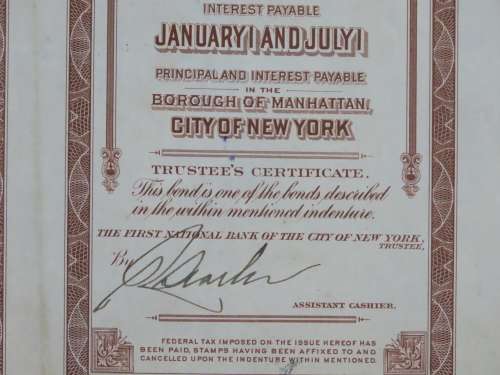 INTEREST PAYABLE
JANUARY 1 AND JULY 1
PRINCIPAL AND INTEREST PAYABLE
IN THE
BOROUGH OF MANHATTAN,
CITY OF NEW YORK
TRUSTEE'S CERTIFICATE.
This bond is one of the bonds described
in the within mentioned indenture.
THE FIRST NATIONAL BANK OF THE CITY OF NEW YORK,
TRUSTEE,
By
ASSISTANT CASHIER.
FEDERAL TAX IMPOSED ON THE ISSUE HEREOF HAS
BEEN PAID, STAMPS HAVING BEEN AFFIXED TO AND
CANCELLED UPON THE INDENTURE WITHIN MENTIONED.